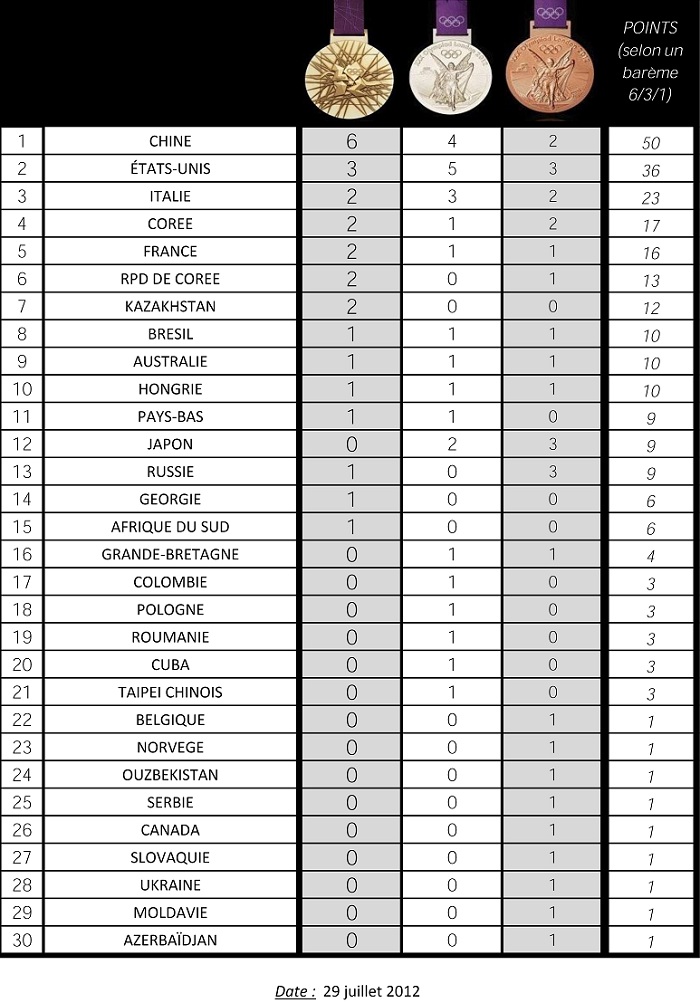 POINTS
(selon un
barème
6/3/1)
1 CHINE 6 4 2 50
2 ÉTATS-UNIS 3 5 3 36
3 ITALIE 2 3 2 23
4 COREE 2 1 2 17
5 FRANCE 2 1 1 16
6 RPD DE COREE 2 0 1 13
7 KAZAKHSTAN 2 0 0 12
8 BRESIL 1 1 1 10
9 AUSTRALIE 1 1 1 10
10 HONGRIE 1 1 1 10
11 PAYS-BAS 1 1 0 9
12 JAPON 0 2 3 9
13 RUSSIE 1 0 3 9
14 GEORGIE 1 0 0 6
15 AFRIQUE DU SUD 1 0 0 6
16 GRANDE-BRETAGNE 0 1 1 4
17 COLOMBIE 0 1 0 3
18 POLOGNE 0 1 0 3
19 ROUMANIE 0 1 0 3
20 CUBA 0 1 0 3
21 TAIPEI CHINOIS 0 1 0 3
22 BELGIQUE 0 0 1 1
23 NORVEGE 0 0 1 1
24 OUZBEKISTAN 0 0 1 1
25 SERBIE 0 0 1 1
26 CANADA 0 0 1 1
27 SLOVAQUIE 0 0 1 1
28 UKRAINE 0 0 1 1
29 MOLDAVIE 0 0 1 1
30 AZERBAÏDJAN 0 0 1 1
Date : 29 juillet 2012